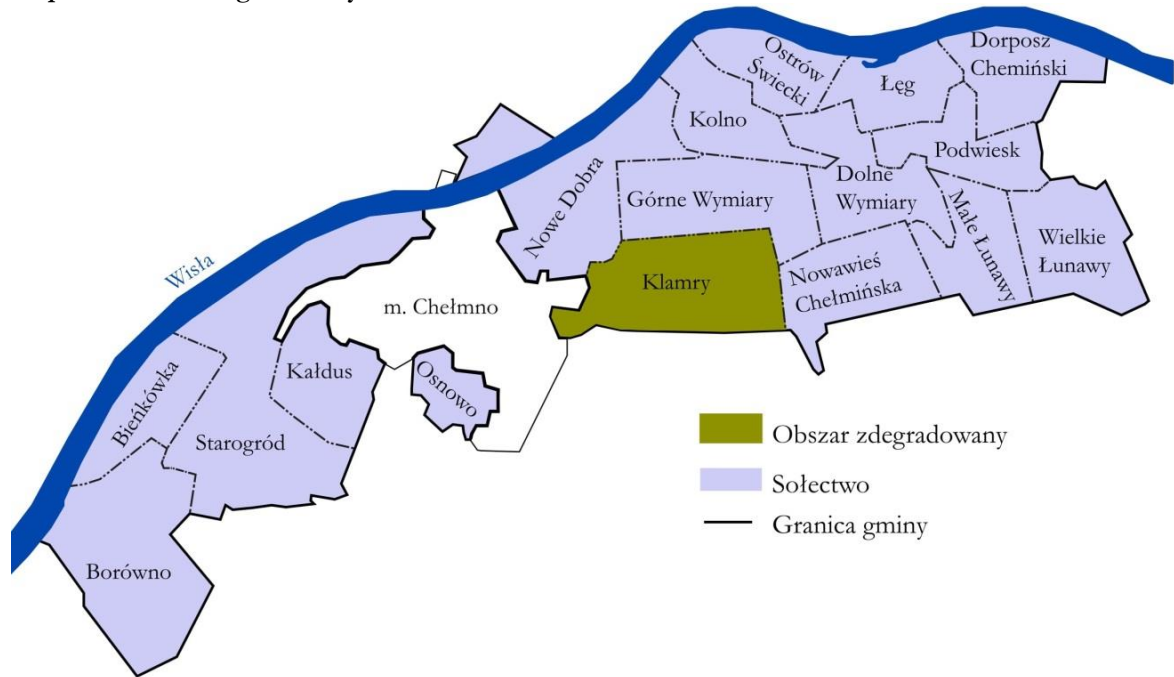 Ostrów
Świecki
Łęg
Dorposz
Chemiński
Kolno
Podwiesk
Nowe Dobra
Górne Wymiary
Dolne
Wymiary
Małe Łunawy
Wielkie
Łunawy
Wisła
Klamry
Nowawieś
Chełmińska
m. Chełmno
Kałdus
Osnowo
Bieńkówka
Starogród
Borówno
Obszar zdegradowany
Sołectwo
Granica gminy